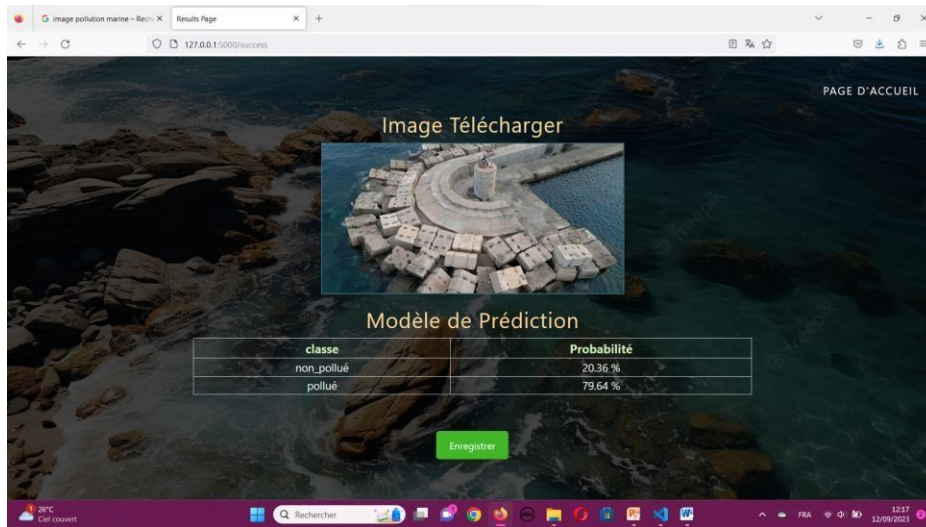 image pollution marine – Rech
Results Page
127.0.0.1:5000/success
PAGE D'ACCUEIL
Image Télécharger
Modèle de Prédiction
classe Probabilité
non_pollué 20.36 %
pollué 79.64 %
Enregistrer
1
26°C
Ciel couvert
Rechercher
FRA
12:17
12/09/2023